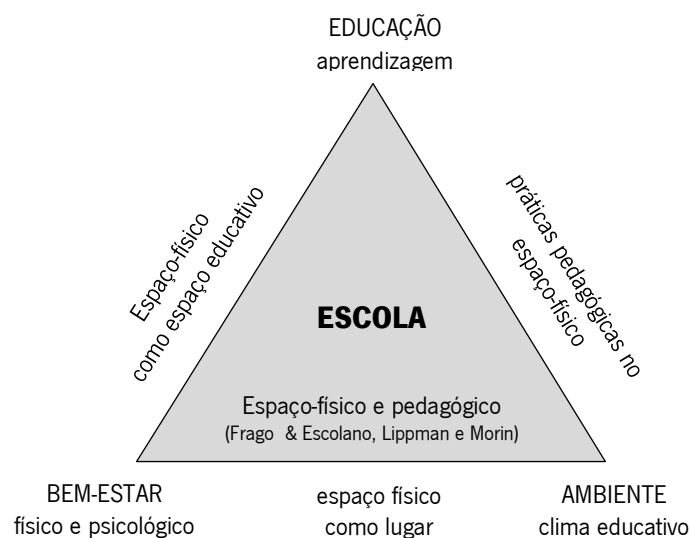 EDUCAÇÃO
aprendizagem
Espaço-físico
como espaço educativo
práticas pedagógicas no
espaço-físico
ESCOLA
Espaço-físico e pedagógico
(Frago & Escolano, Lippman e Morin)
BEM-ESTAR
físico e psicológico
espaço físico
como lugar
AMBIENTE
clima educativo